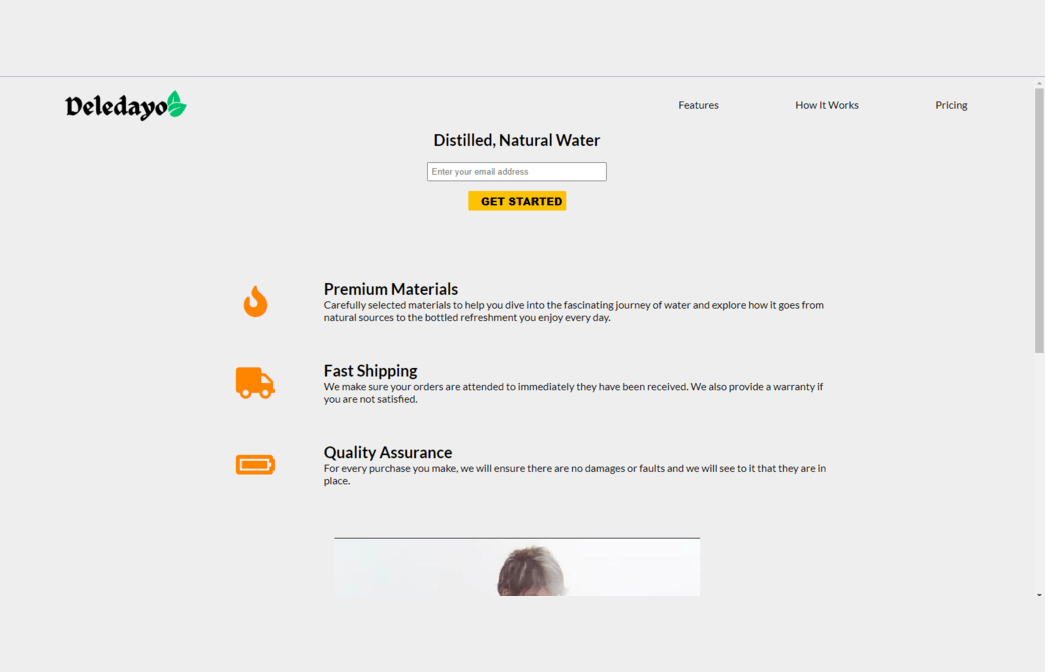 Deledayo
Features How It Works Pricing
Distilled, Natural Water
Enter your email address
GET STARTED
Premium Materials
Carefully selected materials to help you dive into the fascinating journey of water and explore how it goes from
natural sources to the bottled refreshment you enjoy every day.
Fast Shipping
We make sure your orders are attended to immediately they have been received. We also provide a warranty if
you are not satisfied.
Quality Assurance
For every purchase you make, we will ensure there are no damages or faults and we will see to it that they are in
place.